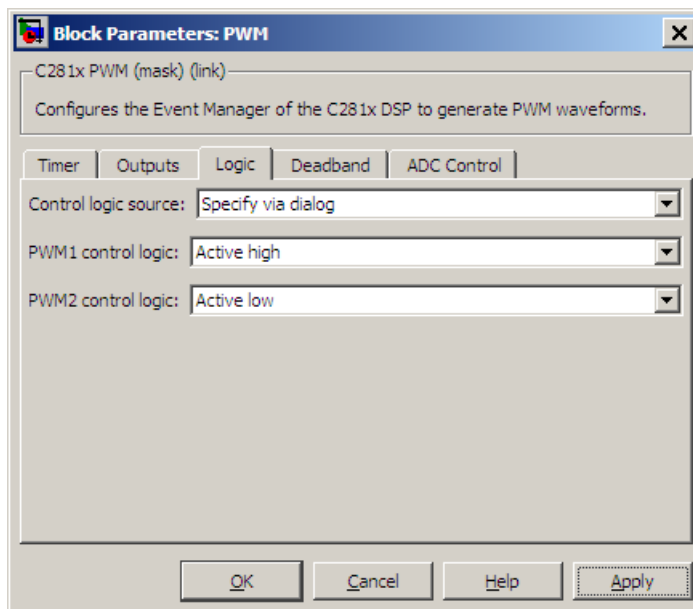 Block Parameters: PWM
C281x PWM (mask) (link)
Configures the Event Manager of the C281x DSP to generate PWM waveforms.
Timer Outputs Logic Deadband ADC Control
Control logic source: Specify via dialog
PWM1 control logic: Active high
PWM2 control logic: Active low
OK Cancel Help Apply